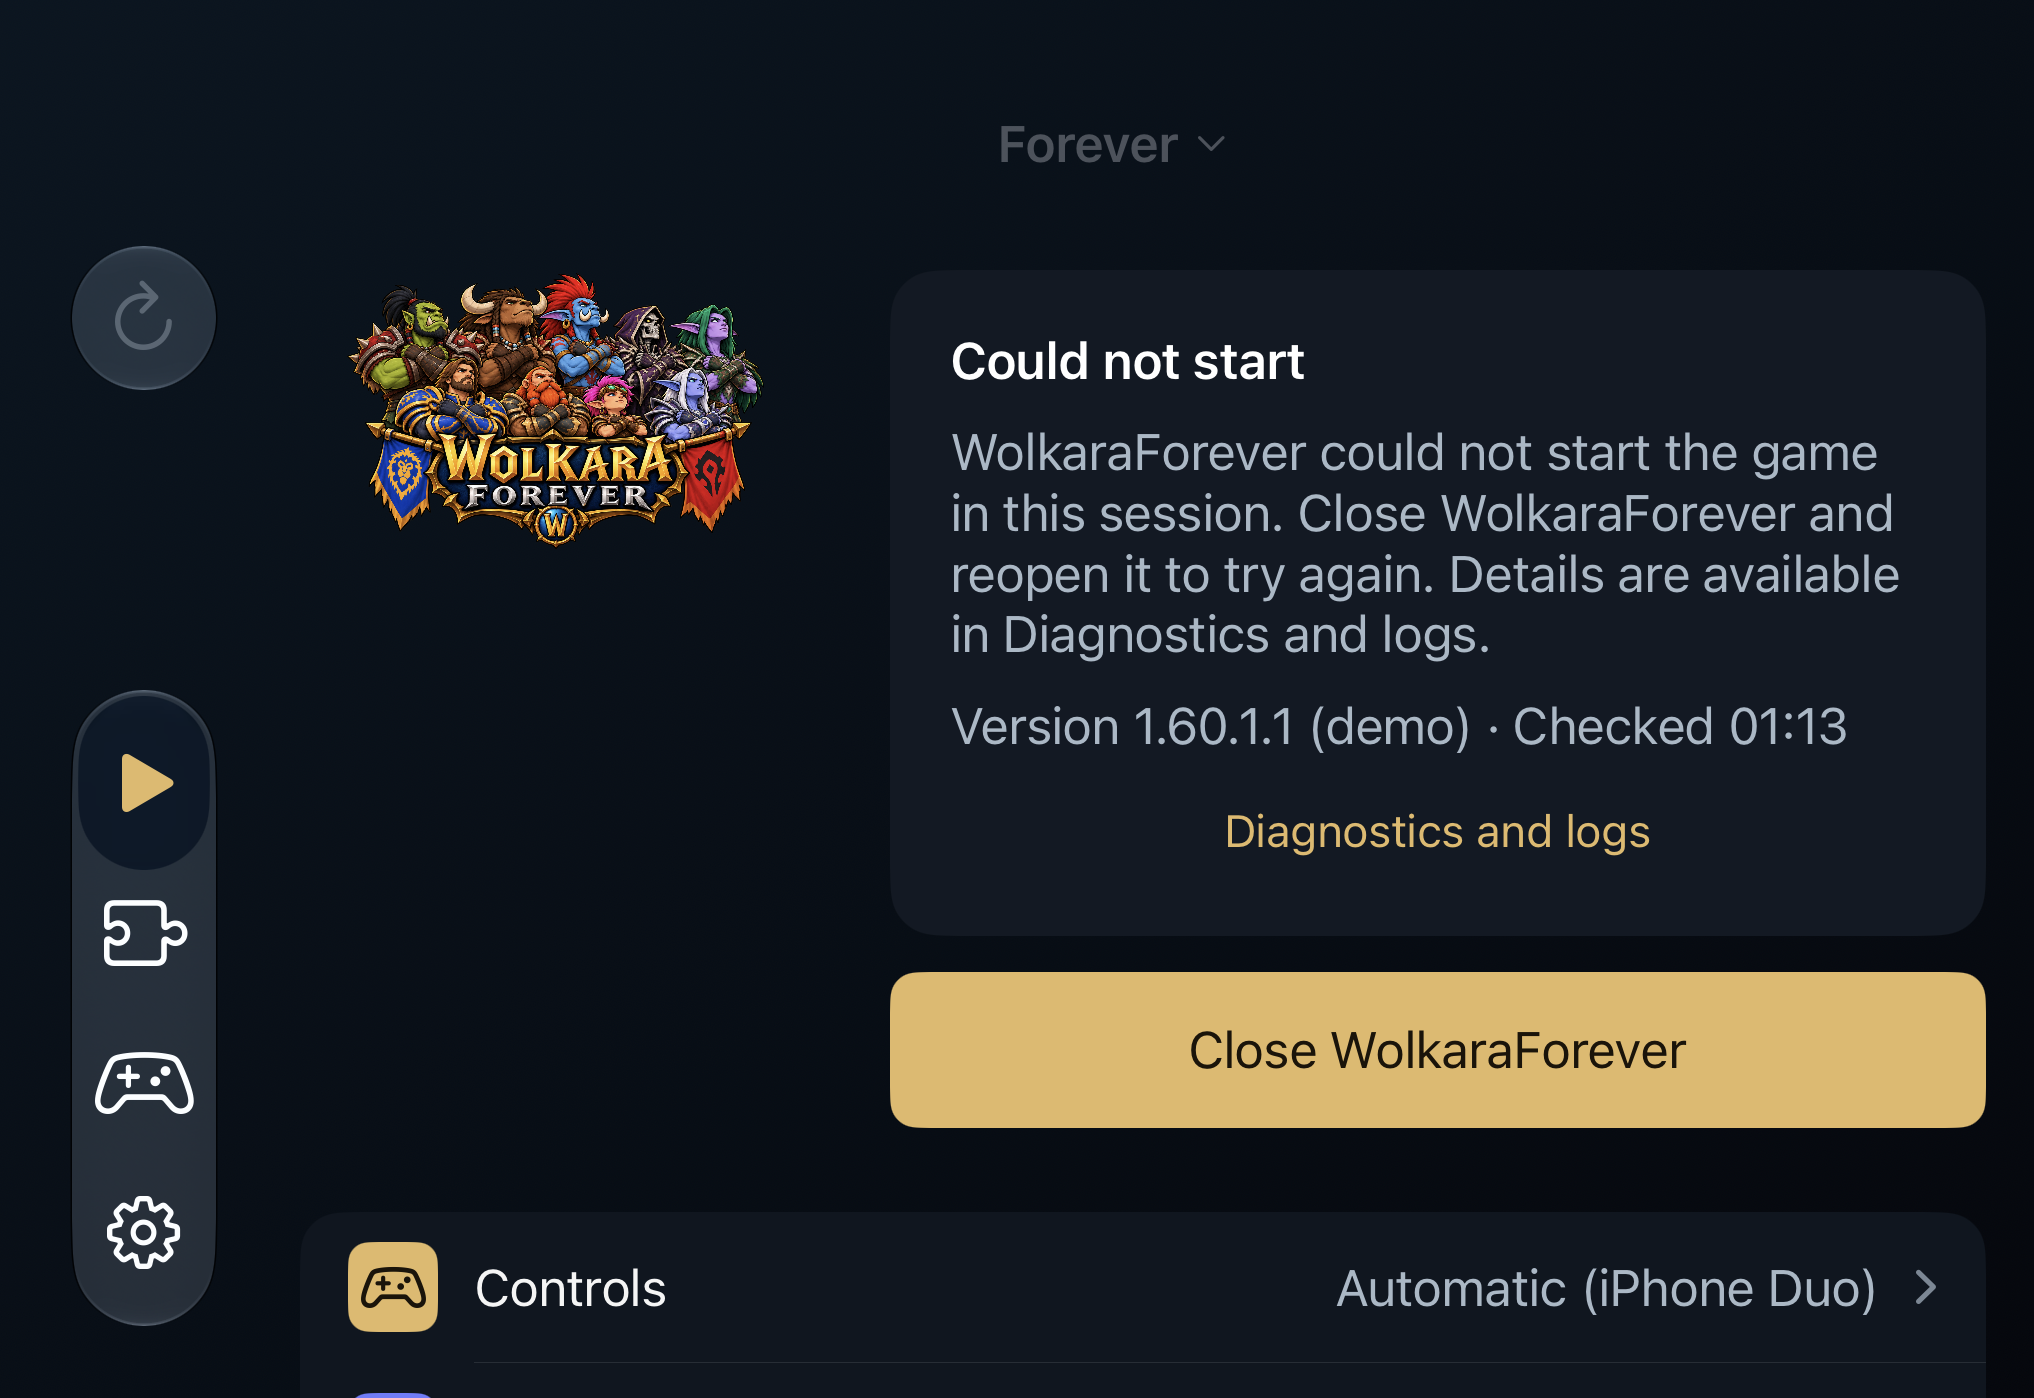 Forever
WOLKARA
FOREVER
W
Could not start
WolkaraForever could not start the game
in this session. Close WolkaraForever and
reopen it to try again. Details are available
in Diagnostics and logs.
Version 1.60.1.1 (demo) · Checked 01:13
Diagnostics and logs
Close WolkaraForever
Controls
Automatic (iPhone Duo)